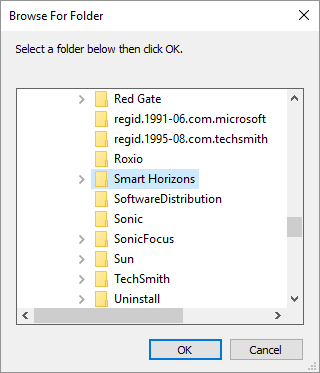 Browse For Folder
Select a folder below then click OK.
Red Gate
regid.1991-06.com.microsoft
regid.1995-08.com.techsmith
Roxio
Smart Horizons
SoftwareDistribution
Sonic
SonicFocus
Sun
TechSmith
Uninstall
OK Cancel